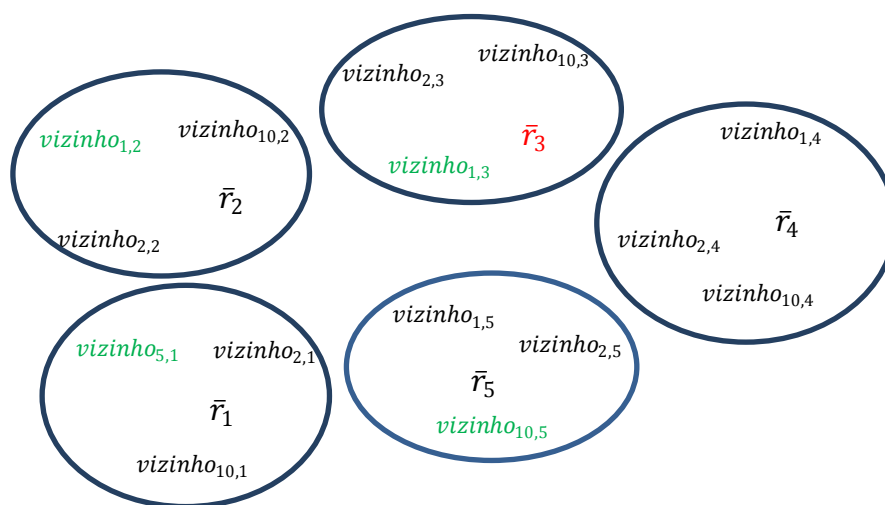 vizinho₁,₂
vizinho₁₀,₂
r̄₂
vizinho₂,₂
vizinho₂,₃
vizinho₁₀,₃
r̄₃
vizinho₁,₃
vizinho₁,₄
r̄₄
vizinho₂,₄
vizinho₁₀,₄
vizinho₅,₁
vizinho₂,₁
r̄₁
vizinho₁₀,₁
vizinho₁,₅
vizinho₂,₅
r̄₅
vizinho₁₀,₅